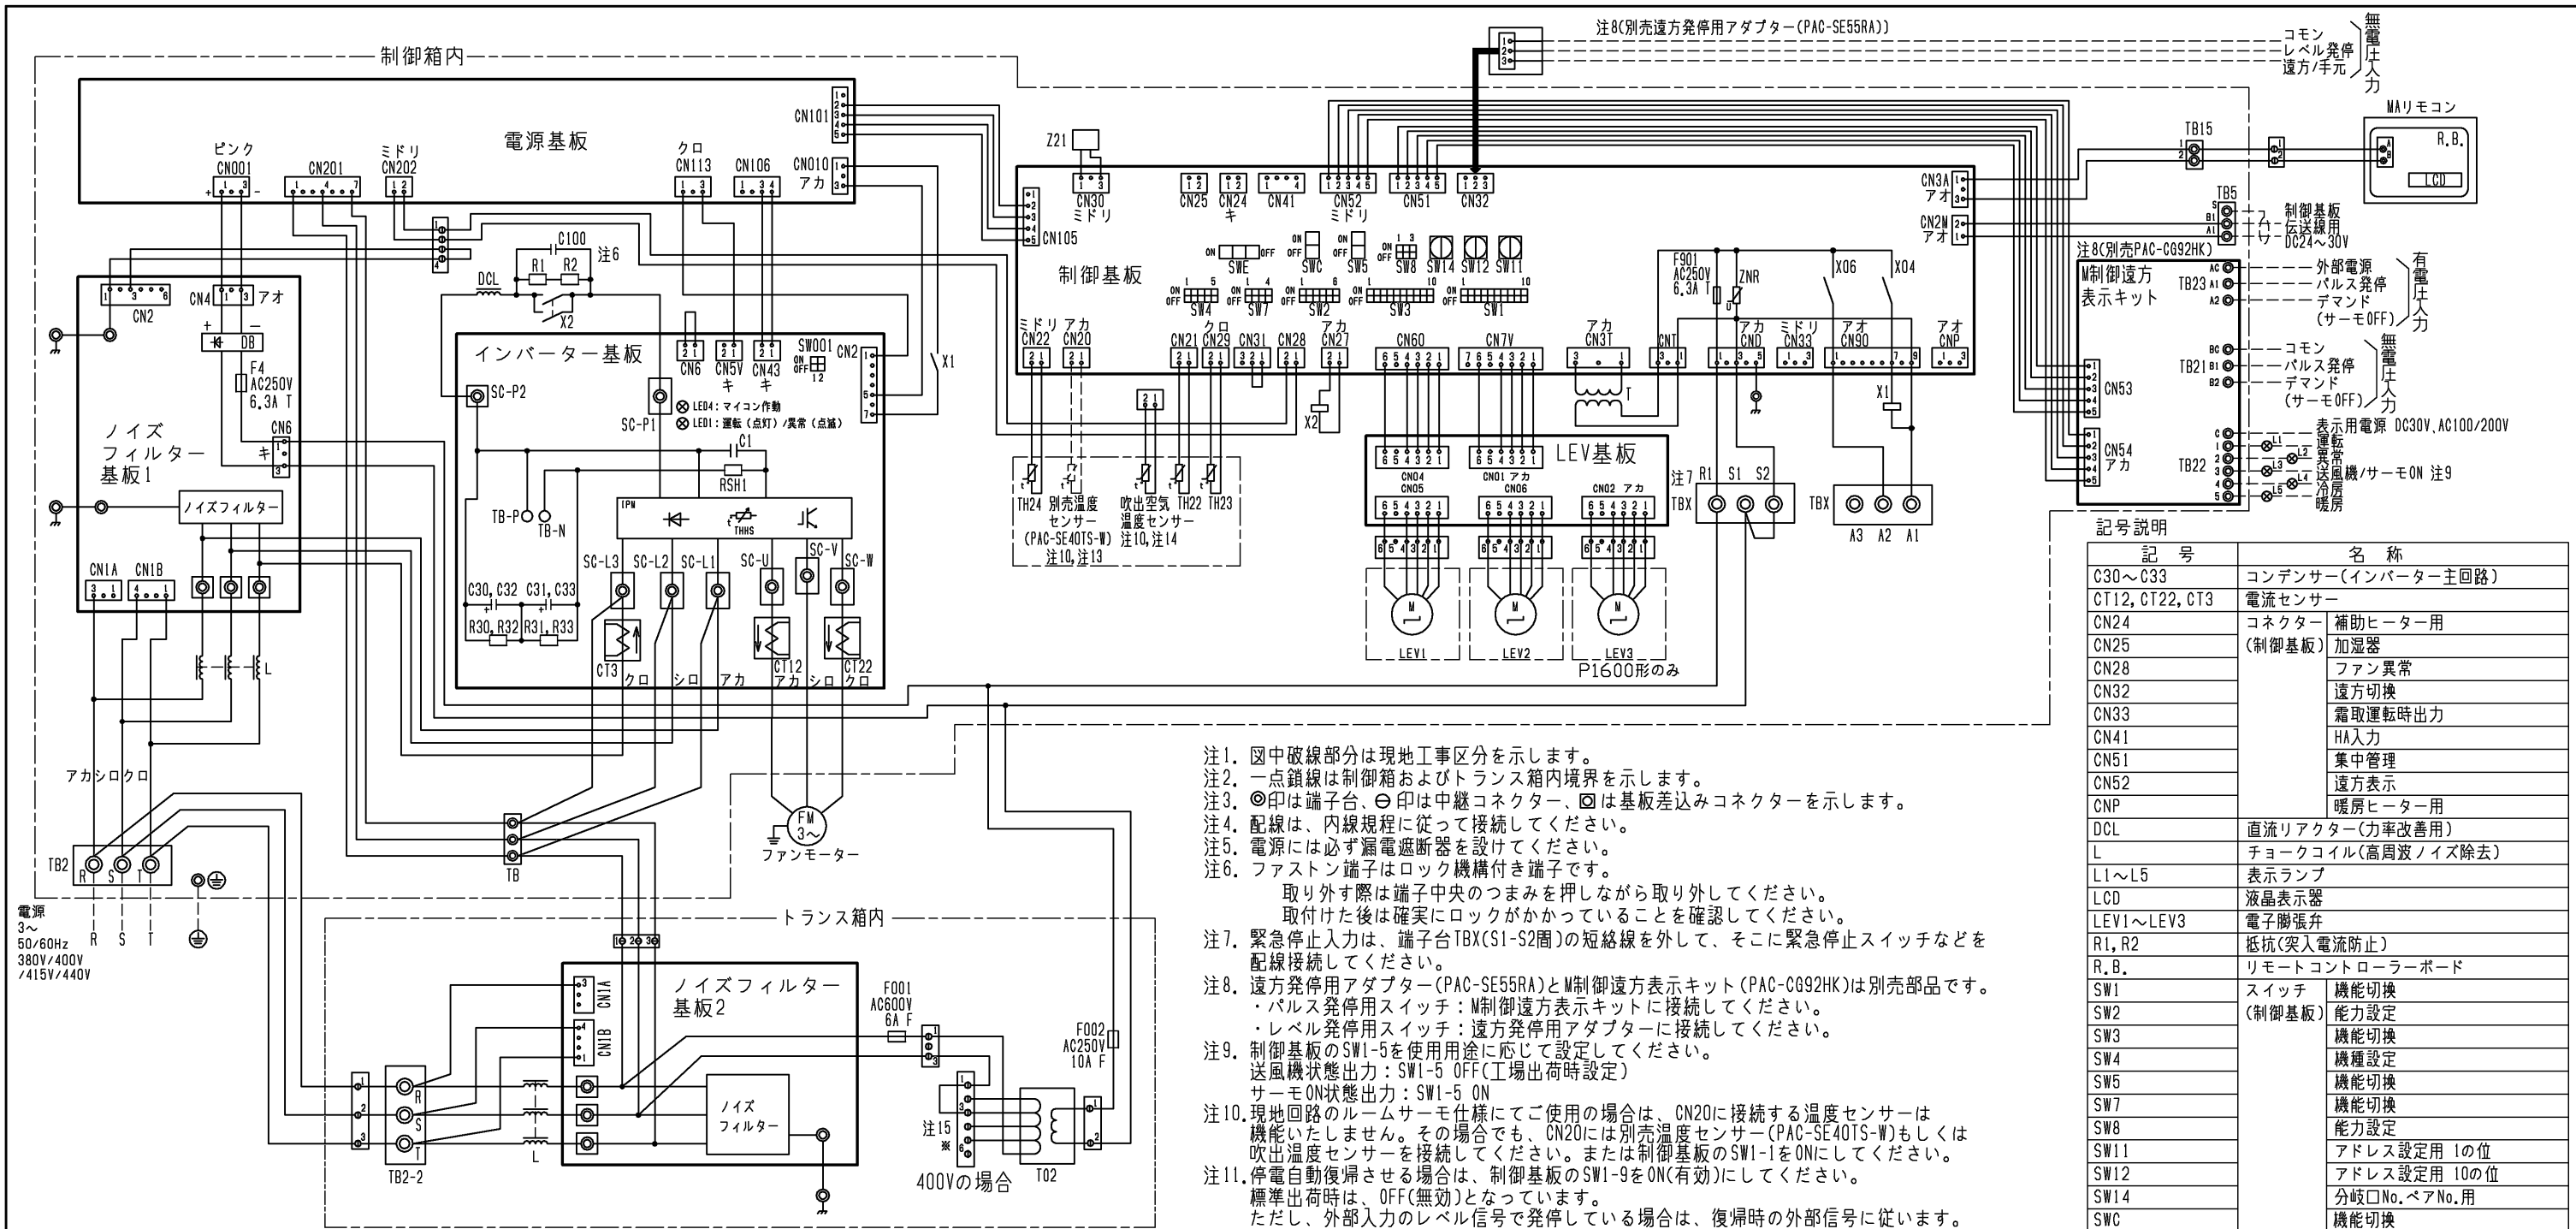 注8(別売遠方発停用アダプター(PAC-SE55RA))
コモン
レベル発停
遠方/手元
無電圧入力
制御箱内
電源基板
CN101
1
2
3
4
5
ピンク
CN001
CN201
ミドリ
CN202
クロ
CN113
CN106
CN010
アカ
Z21
CN30
ミドリ
CN25
CN24
キ
CN41
CN52
ミドリ
CN51
CN32
CN105
制御基板
SWE
SWC
SW5
SW8
SW14
SW12
SW11
SW4
SW7
SW2
SW3
SW1
F901
AC250V
6.3A T
ZNR
X06
X04
CN3A
アオ
CN2M
アオ
TB15
MAリモコン
R.B.
LCD
TB5
S
B1
A1
制御基板
伝送線用
DC24～30V
注8(別売PAC-CG92HK)
M制御遠方
表示キット
TB23
AC
A1
A2
外部電源
パルス発停
デマンド
(サーモOFF)
有電圧入力
TB21
BC
B1
B2
コモン
パルス発停
デマンド
(サーモOFF)
無電圧入力
CN53
CN54
アカ
表示用電源 DC30V、AC100/200V
TB22
C
1
2
3
4
5
L1
L2
L3
L4
L5
運転
異常
送風機/サーモON 注9
冷房
暖房
ミドリ
CN22
アカ
CN20
CN21
クロ
CN29
CN31
CN28
アカ
CN27
CN60
CN7V
アカ
CN3T
CNT
アカ
CND
ミドリ
CN33
アオ
CN90
アオ
CNP
T
X1
X2
TH24
別売温度
センサー
(PAC-SE40TS-W)
注10,注13
吹出空気
温度センサー
注10,注14
TH22
TH23
LEV基板
CN04
CN05
CN01 アカ
CN06
CN02 アカ
M
M
M
LEV1
LEV2
LEV3
P1600形のみ
注7
R1
S1
S2
TBX
TBX
A3
A2
A1
CN2
CN4
アオ
DB
F4
AC250V
6.3A T
CN6
キ
ノイズ
フィルター
基板1
ノイズフィルター
CN1A
CN1B
L
アカシロクロ
TB2
R
S
T
電源
3～
50/60Hz
380V/400V
/415V/440V
R
S
T
C100
注6
R1
R2
DCL
X2
インバーター基板
CN6
CN5V
キ
CN43
キ
SW001
ON
OFF
1 2
CN2
X1
SC-P2
SC-P1
LED4：マイコン作動
LED1：運転（点灯）/異常（点滅）
C1
RSH1
TB-P
TB-N
IPM
THHS
SC-L3
SC-L2
SC-L1
SC-U
SC-V
SC-W
C30,C32
C31,C33
R30,R32
R31,R33
CT3
CT12
CT22
クロ
シロ
アカ
アカ
シロ
クロ
FM
3～
ファンモーター
TB
トランス箱内
ノイズフィルター
基板2
CN1A
CN1B
F001
AC600V
6A F
F002
AC250V
10A F
ノイズ
フィルター
R
S
T
TB2-2
L
注15
※
400Vの場合
T02
注1．図中破線部分は現地工事区分を示します。
注2．一点鎖線は制御箱およびトランス箱内境界を示します。
注3．◎印は端子台、⊖印は中継コネクター、回は基板差込みコネクターを示します。
注4．配線は、内線規程に従って接続してください。
注5．電源には必ず漏電遮断器を設けてください。
注6．ファストン端子はロック機構付き端子です。
取り外す際は端子中央のつまみを押しながら取り外してください。
取付けた後は確実にロックがかかっていることを確認してください。
注7．緊急停止入力は、端子台TBX(S1-S2間)の短絡線を外して、そこに緊急停止スイッチなどを
配線接続してください。
注8．遠方発停用アダプター(PAC-SE55RA)とM制御遠方表示キット(PAC-CG92HK)は別売部品です。
・パルス発停用スイッチ：M制御遠方表示キットに接続してください。
・レベル発停用スイッチ：遠方発停用アダプターに接続してください。
注9．制御基板のSW1-5を使用用途に応じて設定してください。
送風機状態出力：SW1-5 OFF(工場出荷時設定)
サーモON状態出力：SW1-5 ON
注10．現地回路のルームサーモ仕様にてご使用の場合は、CN20に接続する温度センサーは
機能いたしません。その場合でも、CN20には別売温度センサー(PAC-SE40TS-W)もしくは
吹出温度センサーを接続してください。または制御基板のSW1-1をONにしてください。
注11．停電自動復帰させる場合は、制御基板のSW1-9をON(有効)にしてください。
標準出荷時は、OFF(無効)となっています。
ただし、外部入力のレベル信号で発停している場合は、復帰時の外部信号に従います。
記号説明
記 号 名 称
C30～C33 コンデンサー(インバーター主回路)
CT12,CT22,CT3 電流センサー
CN24 コネクター 補助ヒーター用
CN25 (制御基板) 加湿器
CN28 ファン異常
CN32 遠方切換
CN33 霜取運転時出力
CN41 HA入力
CN51 集中管理
CN52 遠方表示
CNP 暖房ヒーター用
DCL 直流リアクター(力率改善用)
L チョークコイル(高周波ノイズ除去)
L1～L5 表示ランプ
LCD 液晶表示器
LEV1～LEV3 電子膨張弁
R1,R2 抵抗(突入電流防止)
R.B. リモートコントローラーボード
SW1 スイッチ 機能切換
SW2 (制御基板) 能力設定
SW3 機能切換
SW4 機種設定
SW5 機能切換
SW7 機能切換
SW8 能力設定
SW11 アドレス設定用 1の位
SW12 アドレス設定用 10の位
SW14 分岐口No.ペアNo.用
SWC 機能切換